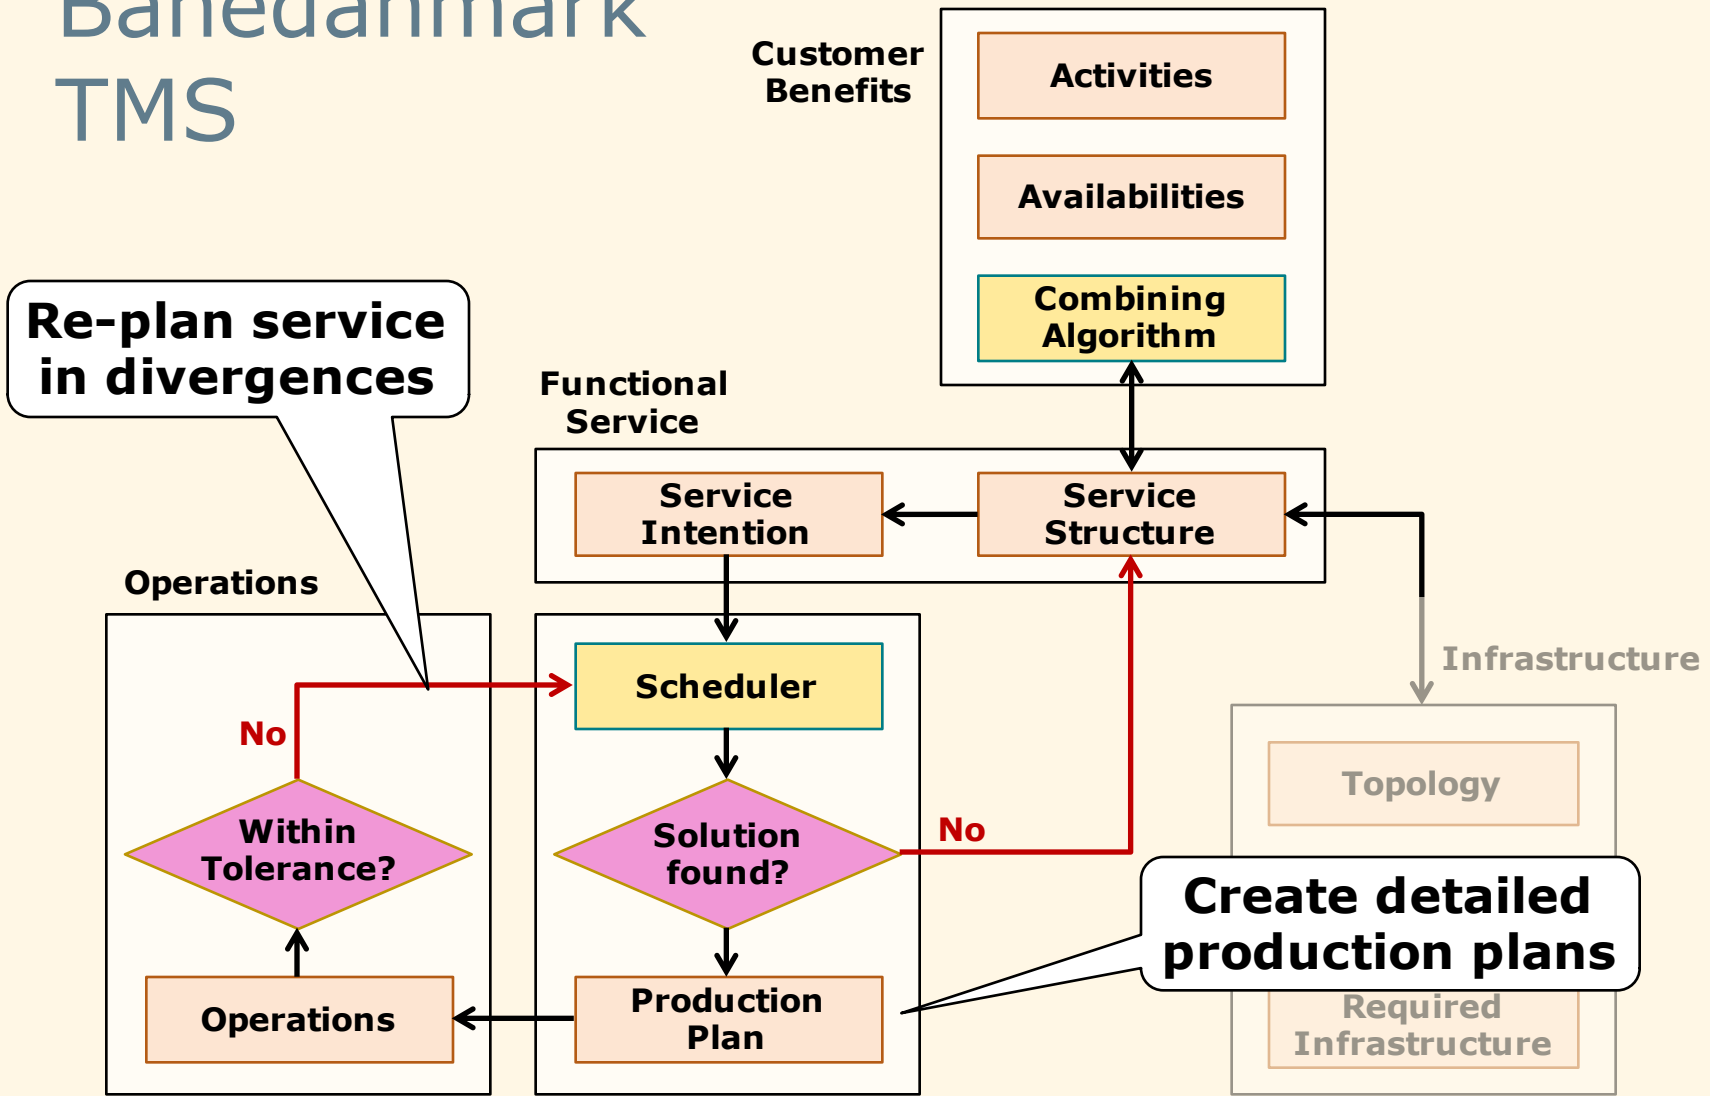 Banedanmark
TMS
Customer
Benefits
Activities
Availabilities
Combining
Algorithm
Re-plan service
in divergences
Functional
Service
Service
Intention
Service
Structure
Operations
Infrastructure
Scheduler
No
Topology
Within
Tolerance?
Solution
found?
No
Create detailed
production plans
Operations
Production
Plan
Required
Infrastructure